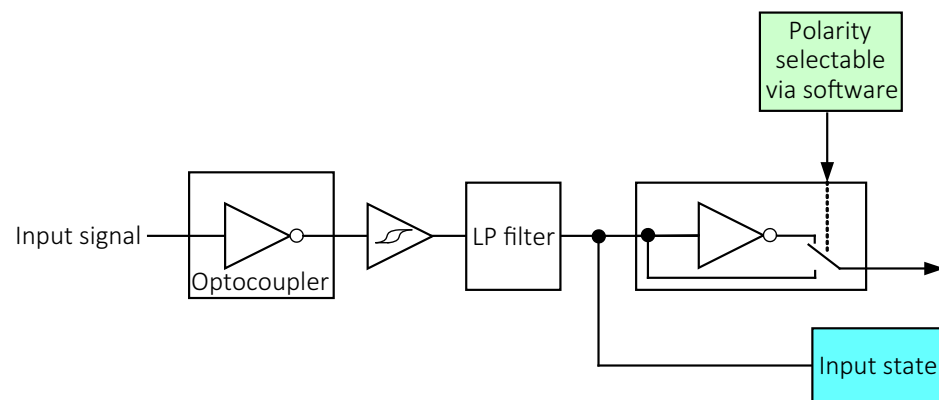 Polarity
selectable
via software
Input signal
Optocoupler
LP filter
Input state